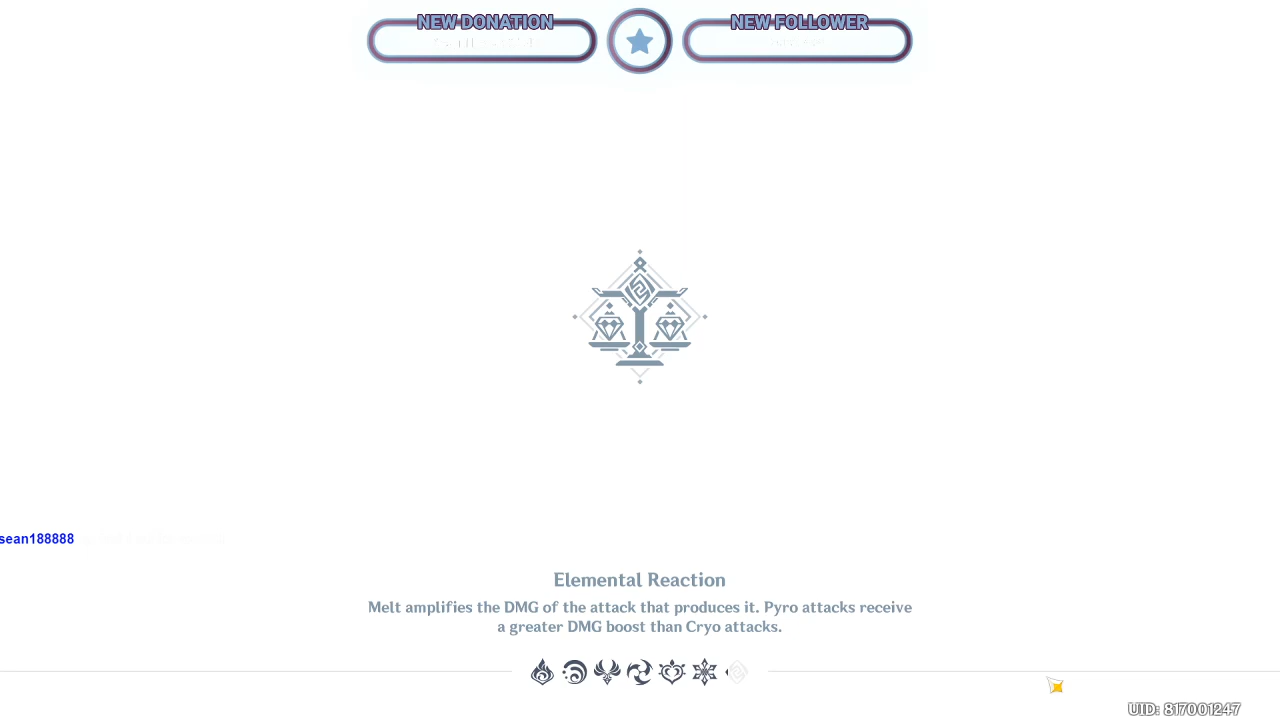 NEW DONATION
NEW FOLLOWER
sean188888
Elemental Reaction
Melt amplifies the DMG of the attack that produces it. Pyro attacks receive
a greater DMG boost than Cryo attacks.
UID: 817001247